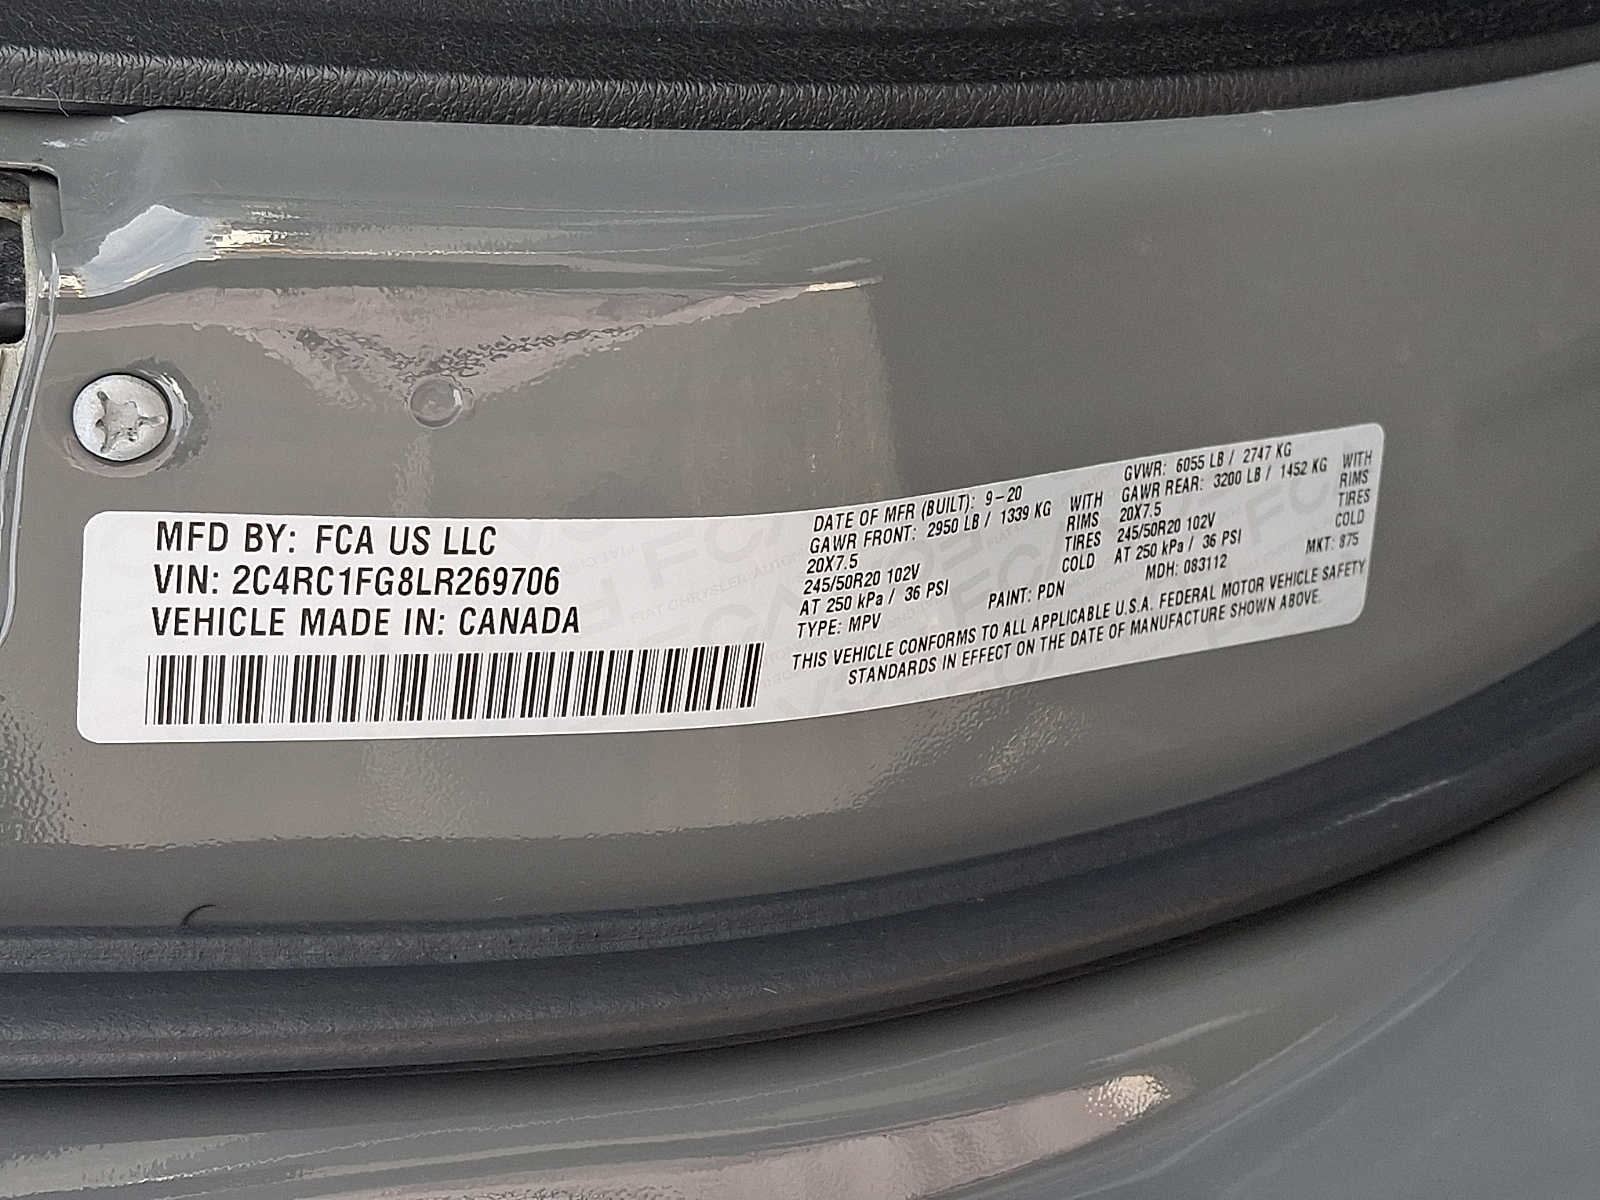 MFD BY: FCA US LLC
VIN: 2C4RC1FG8LR269706
VEHICLE MADE IN: CANADA
DATE OF MFR (BUILT): 9-20
GVWR: 6055 LB / 2747 KG
GAWR FRONT: 2950 LB / 1339 KG WITH
20X7.5 RIMS
245/50R20 102V TIRES
AT 250 kPa / 36 PSI COLD
GAWR REAR: 3200 LB / 1452 KG WITH
20X7.5 RIMS
245/50R20 102V TIRES
AT 250 kPa / 36 PSI COLD
TYPE: MPV PAINT: PDN MDH: 083112 MKT: 875
THIS VEHICLE CONFORMS TO ALL APPLICABLE U.S.A. FEDERAL MOTOR VEHICLE SAFETY
STANDARDS IN EFFECT ON THE DATE OF MANUFACTURE SHOWN ABOVE.